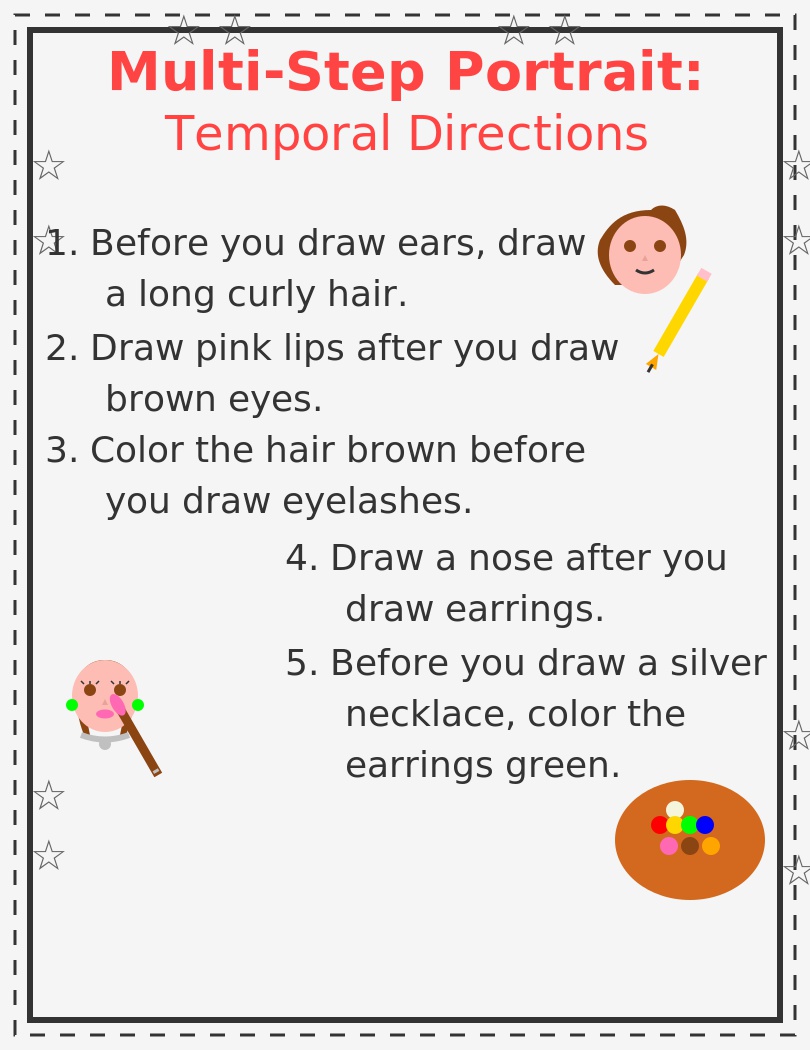 Multi-Step Portrait:
Temporal Directions
1. Before you draw ears, draw
a long curly hair.
2. Draw pink lips after you draw
brown eyes.
3. Color the hair brown before
you draw eyelashes.
4. Draw a nose after you
draw earrings.
5. Before you draw a silver
necklace, color the
earrings green.